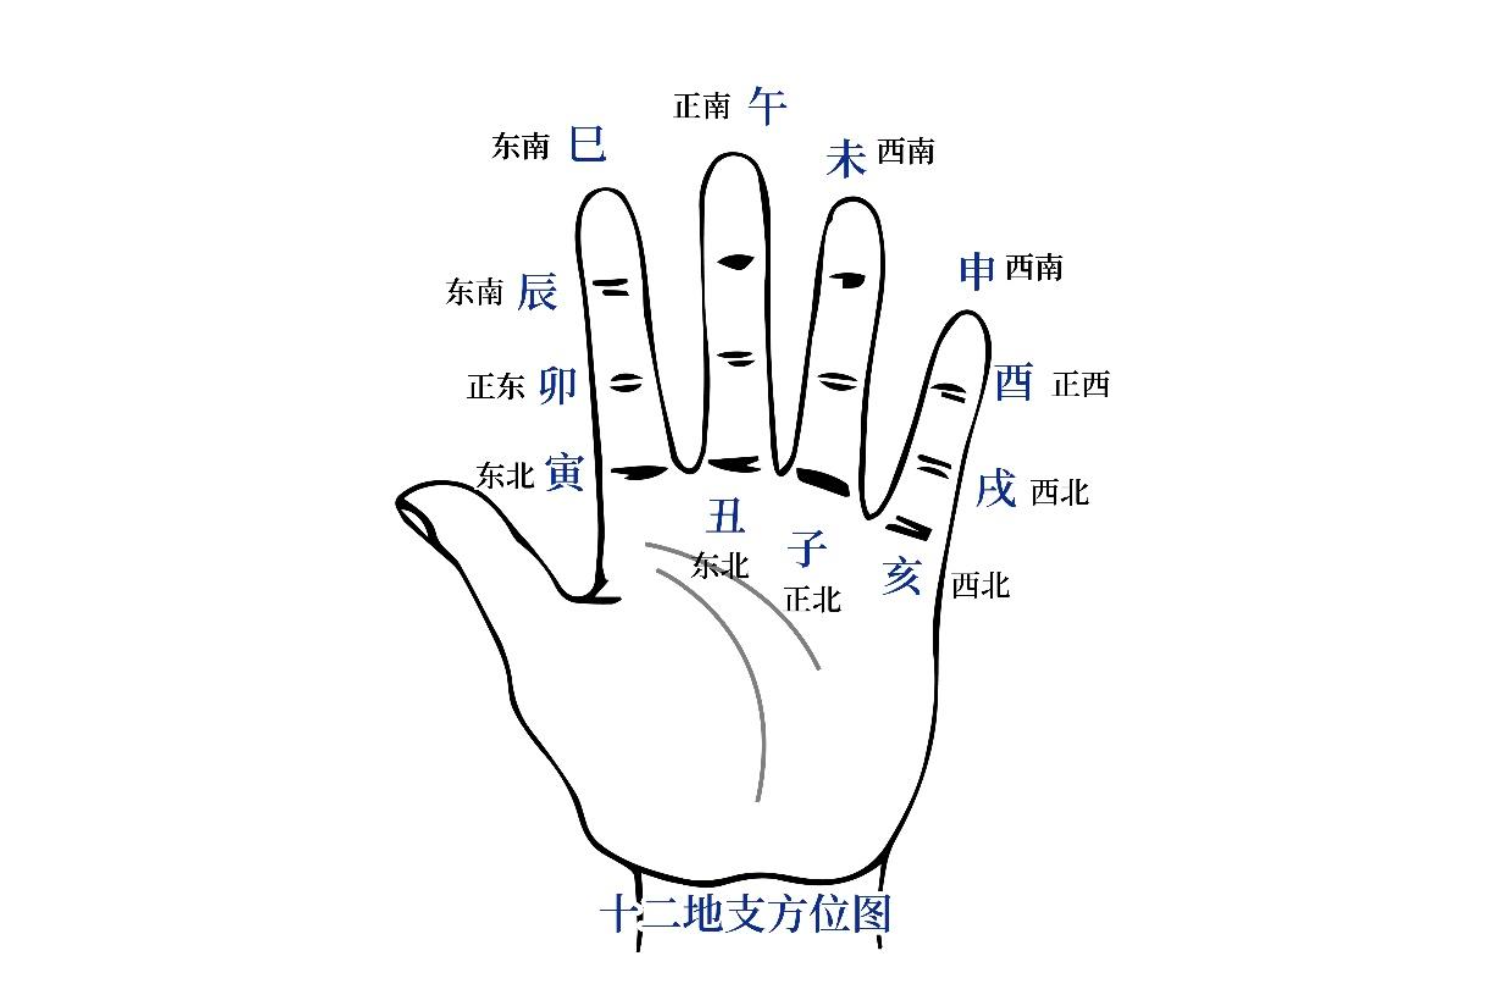 正南 午
东南 巳
未 西南
申 西南
东南 辰
正东 卯
酉 正西
东北 寅
戌 西北
丑
东北
子
正北
亥 西北
十二地支方位图